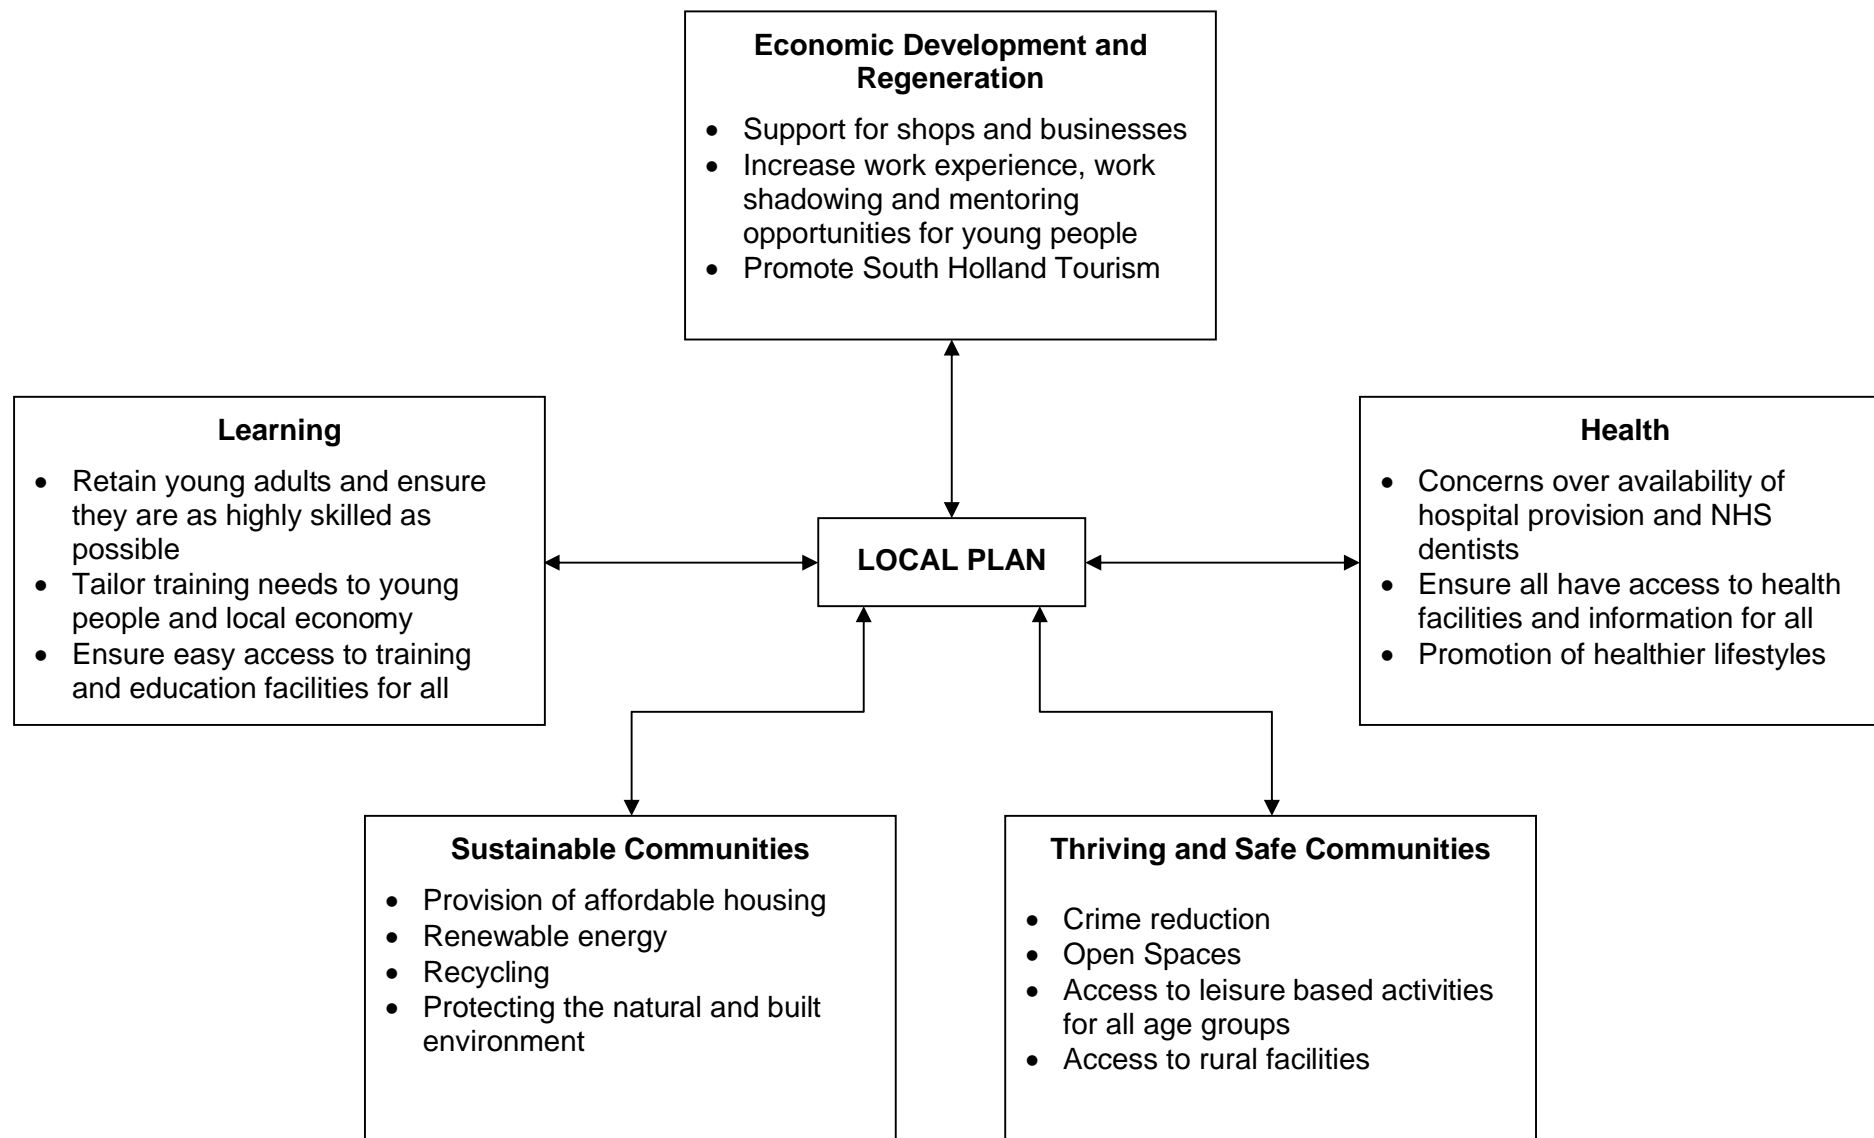 Economic Development and
Regeneration
• Support for shops and businesses
• Increase work experience, work
shadowing and mentoring
opportunities for young people
• Promote South Holland Tourism
Learning
• Retain young adults and ensure
they are as highly skilled as
possible
• Tailor training needs to young
people and local economy
• Ensure easy access to training
and education facilities for all
LOCAL PLAN
Health
• Concerns over availability of
hospital provision and NHS
dentists
• Ensure all have access to health
facilities and information for all
• Promotion of healthier lifestyles
Sustainable Communities
• Provision of affordable housing
• Renewable energy
• Recycling
• Protecting the natural and built
environment
Thriving and Safe Communities
• Crime reduction
• Open Spaces
• Access to leisure based activities
for all age groups
• Access to rural facilities